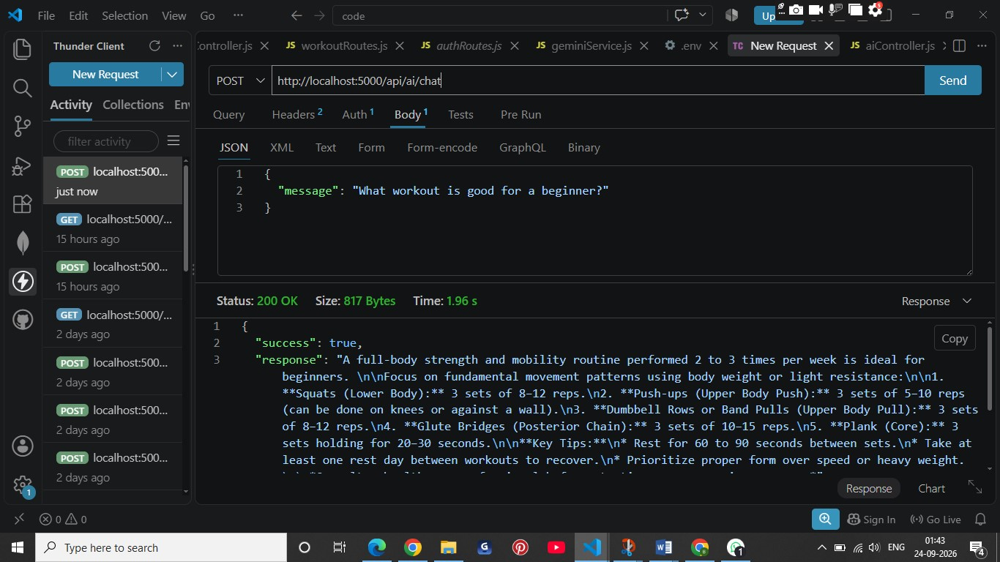 File Edit Selection View Go ··· code Up
Thunder Client
New Request
Activity Collections En
filter activity
POST localhost:500...
just now
GET localhost:5000/...
15 hours ago
POST localhost:500...
15 hours ago
GET localhost:5000/...
2 days ago
POST localhost:500...
2 days ago
POST localhost:500...
2 days ago
POST localhost:500...
2 days ago
ontroller.js JS workoutRoutes.js JS authRoutes.js JS geminiService.js .env TC New Request JS aiController.js
POST http://localhost:5000/api/ai/chat Send
Query Headers 2 Auth 1 Body 1 Tests Pre Run
JSON XML Text Form Form-encode GraphQL Binary
1 {
2 "message": "What workout is good for a beginner?"
3 }
Status: 200 OK Size: 817 Bytes Time: 1.96 s Response
Copy
1 {
2 "success": true,
3 "response": "A full-body strength and mobility routine performed 2 to 3 times per week is ideal for
beginners. \n\nFocus on fundamental movement patterns using body weight or light resistance:\n\n1.
**Squats (Lower Body):** 3 sets of 8–12 reps.\n2. **Push-ups (Upper Body Push):** 3 sets of 5–10 reps
(can be done on knees or against a wall).\n3. **Dumbbell Rows or Band Pulls (Upper Body Pull):** 3 sets
of 8–12 reps.\n4. **Glute Bridges (Posterior Chain):** 3 sets of 10–15 reps.\n5. **Plank (Core):** 3
sets holding for 20–30 seconds.\n\n**Key Tips:**\n* Rest for 60 to 90 seconds between sets.\n* Take at
least one rest day between workouts to recover.\n* Prioritize proper form over speed or heavy weight.
Response Chart
1
0 0 Sign In Go Live
Type here to search
1
ENG
01:43
24-09-2026
4